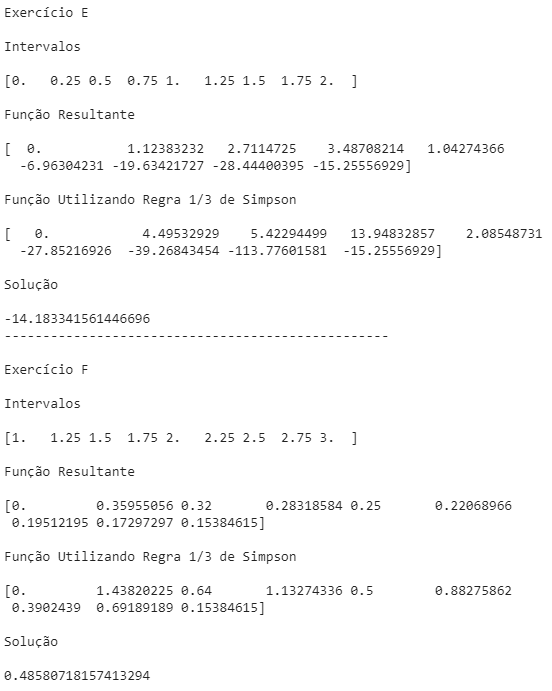 Exercício E
Intervalos
[0.   0.25 0.5  0.75 1.   1.25 1.5  1.75 2.  ]
Função Resultante
[  0.           1.12383232   2.7114725    3.48708214   1.04274366
  -6.96304231 -19.63421727 -28.44400395 -15.25556929]
Função Utilizando Regra 1/3 de Simpson
[   0.            4.49532929    5.42294499   13.94832857    2.08548731
  -27.85216926  -39.26843454 -113.77601581  -15.25556929]
Solução
-14.183341561446696
--------------------------------------------------
Exercício F
Intervalos
[1.   1.25 1.5  1.75 2.   2.25 2.5  2.75 3.  ]
Função Resultante
[0.         0.35955056 0.32       0.28318584 0.25       0.22068966
 0.19512195 0.17297297 0.15384615]
Função Utilizando Regra 1/3 de Simpson
[0.         1.43820225 0.64       1.13274336 0.5        0.88275862
 0.3902439  0.69189189 0.15384615]
Solução
0.48580718157413294